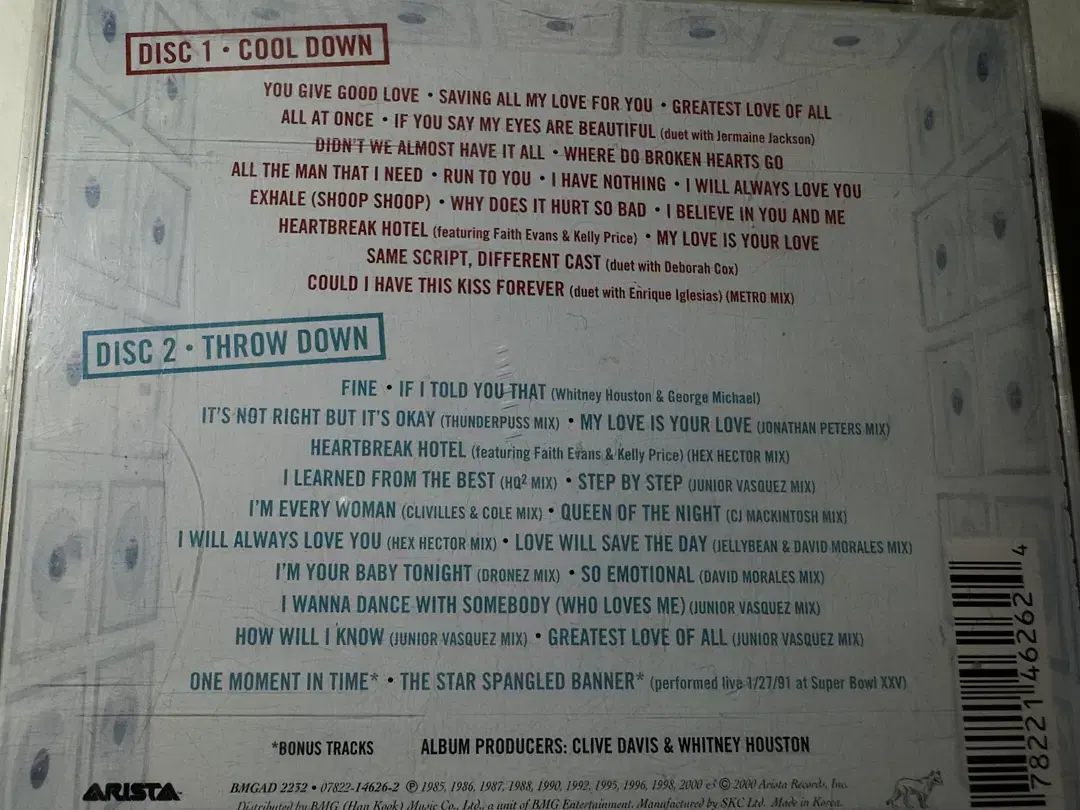 DISC 1 • COOL DOWN
YOU GIVE GOOD LOVE • SAVING ALL MY LOVE FOR YOU • GREATEST LOVE OF ALL
ALL AT ONCE • IF YOU SAY MY EYES ARE BEAUTIFUL (duet with Jermaine Jackson)
DIDN'T WE ALMOST HAVE IT ALL • WHERE DO BROKEN HEARTS GO
ALL THE MAN THAT I NEED • RUN TO YOU • I HAVE NOTHING • I WILL ALWAYS LOVE YOU
EXHALE (SHOOP SHOOP) • WHY DOES IT HURT SO BAD • I BELIEVE IN YOU AND ME
HEARTBREAK HOTEL (featuring Faith Evans & Kelly Price) • MY LOVE IS YOUR LOVE
SAME SCRIPT, DIFFERENT CAST (duet with Deborah Cox)
COULD I HAVE THIS KISS FOREVER (duet with Enrique Iglesias) (METRO MIX)
DISC 2 • THROW DOWN
FINE • IF I TOLD YOU THAT (Whitney Houston & George Michael)
IT'S NOT RIGHT BUT IT'S OKAY (THUNDERPUSS MIX) • MY LOVE IS YOUR LOVE (JONATHAN PETERS MIX)
HEARTBREAK HOTEL (featuring Faith Evans & Kelly Price) (HEX HECTOR MIX)
I LEARNED FROM THE BEST (HQ² MIX) • STEP BY STEP (JUNIOR VASQUEZ MIX)
I'M EVERY WOMAN (CLIVILLES & COLE MIX) • QUEEN OF THE NIGHT (CJ MACKINTOSH MIX)
I WILL ALWAYS LOVE YOU (HEX HECTOR MIX) • LOVE WILL SAVE THE DAY (JELLYBEAN & DAVID MORALES MIX)
I'M YOUR BABY TONIGHT (DRONEZ MIX) • SO EMOTIONAL (DAVID MORALES MIX)
I WANNA DANCE WITH SOMEBODY (WHO LOVES ME) (JUNIOR VASQUEZ MIX)
HOW WILL I KNOW (JUNIOR VASQUEZ MIX) • GREATEST LOVE OF ALL (JUNIOR VASQUEZ MIX)
ONE MOMENT IN TIME* • THE STAR SPANGLED BANNER* (performed live 1/27/91 at Super Bowl XXV)
*BONUS TRACKS ALBUM PRODUCERS: CLIVE DAVIS & WHITNEY HOUSTON
ARISTA
BMGAD 2232 • 07822-14626-2 ℗ 1985, 1986, 1987, 1988, 1990, 1992, 1995, 1996, 1998, 2000 & © 2000 Arista Records, Inc.
Distributed by BMG (Han Kook) Music Co., Ltd., a unit of BMG Entertainment. Manufactured by SKC Ltd. Made in Korea.
78221 46262 4